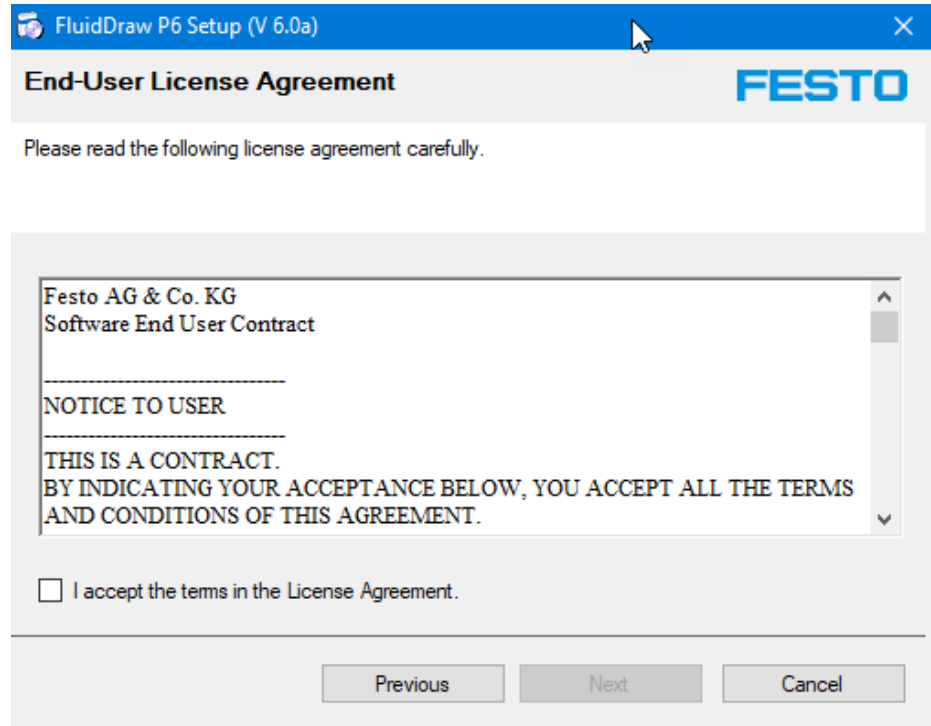 FluidDraw P6 Setup (V 6.0a)
End-User License Agreement
FESTO
Please read the following license agreement carefully.
Festo AG & Co. KG
Software End User Contract
---------------------------------
NOTICE TO USER
---------------------------------
THIS IS A CONTRACT.
BY INDICATING YOUR ACCEPTANCE BELOW, YOU ACCEPT ALL THE TERMS
AND CONDITIONS OF THIS AGREEMENT.
I accept the terms in the License Agreement.
Previous
Next
Cancel